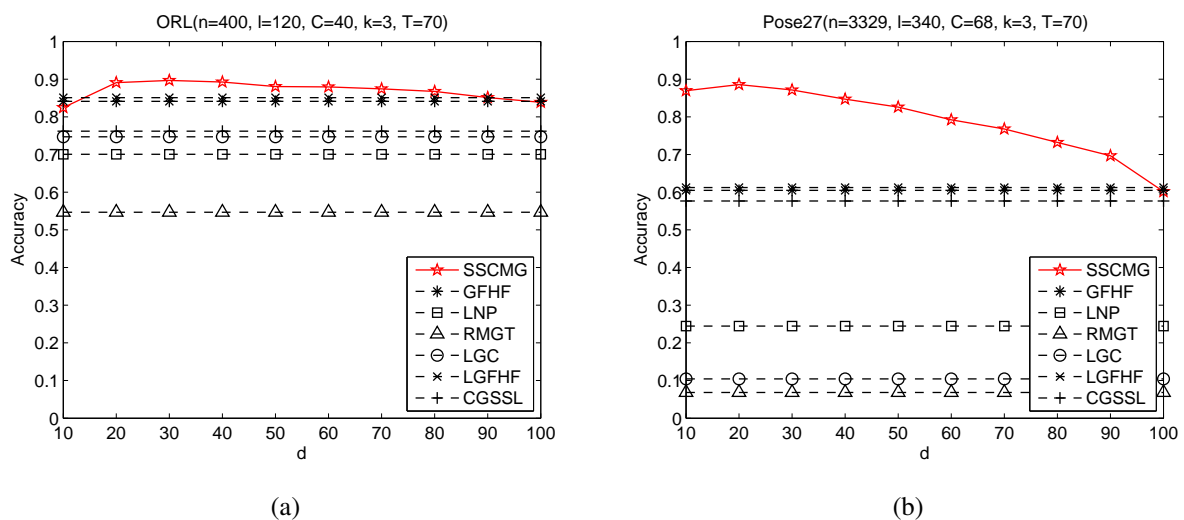 ORL(n=400, l=120, C=40, k=3, T=70)
1
0.9
0.8
0.7
0.6
0.5
0.4
0.3
0.2
0.1
0
Accuracy
10 20 30 40 50 60 70 80 90 100
d
SSCMG
GFHF
LNP
RMGT
LGC
LGFHF
CGSSL
(a)
Pose27(n=3329, l=340, C=68, k=3, T=70)
1
0.9
0.8
0.7
0.6
0.5
0.4
0.3
0.2
0.1
0
Accuracy
10 20 30 40 50 60 70 80 90 100
d
SSCMG
GFHF
LNP
RMGT
LGC
LGFHF
CGSSL
(b)